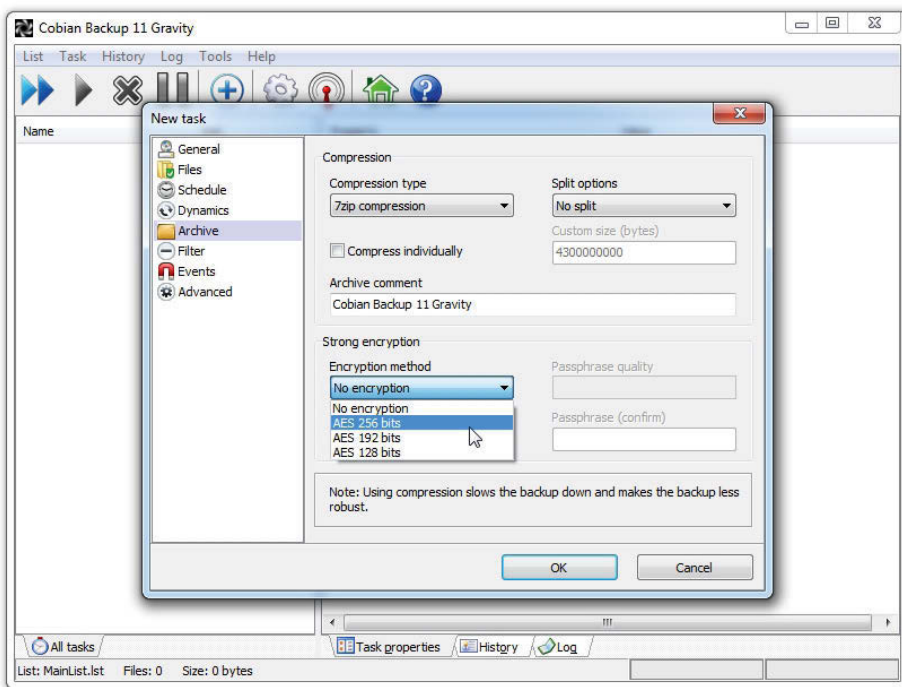 Cobian Backup 11 Gravity
List Task History Log Tools Help
Name
New task
General
Files
Schedule
Dynamics
Archive
Filter
Events
Advanced
Compression
Compression type
Split options
7zip compression
No split
Custom size (bytes)
Compress individually
4300000000
Archive comment
Cobian Backup 11 Gravity
Strong encryption
Encryption method
Passphrase quality
No encryption
No encryption
AES 256 bits
Passphrase (confirm)
AES 192 bits
AES 128 bits
Note: Using compression slows the backup down and makes the backup less
robust.
OK
Cancel
All tasks
Task properties
History
Log
List: MainList.lst Files: 0 Size: 0 bytes